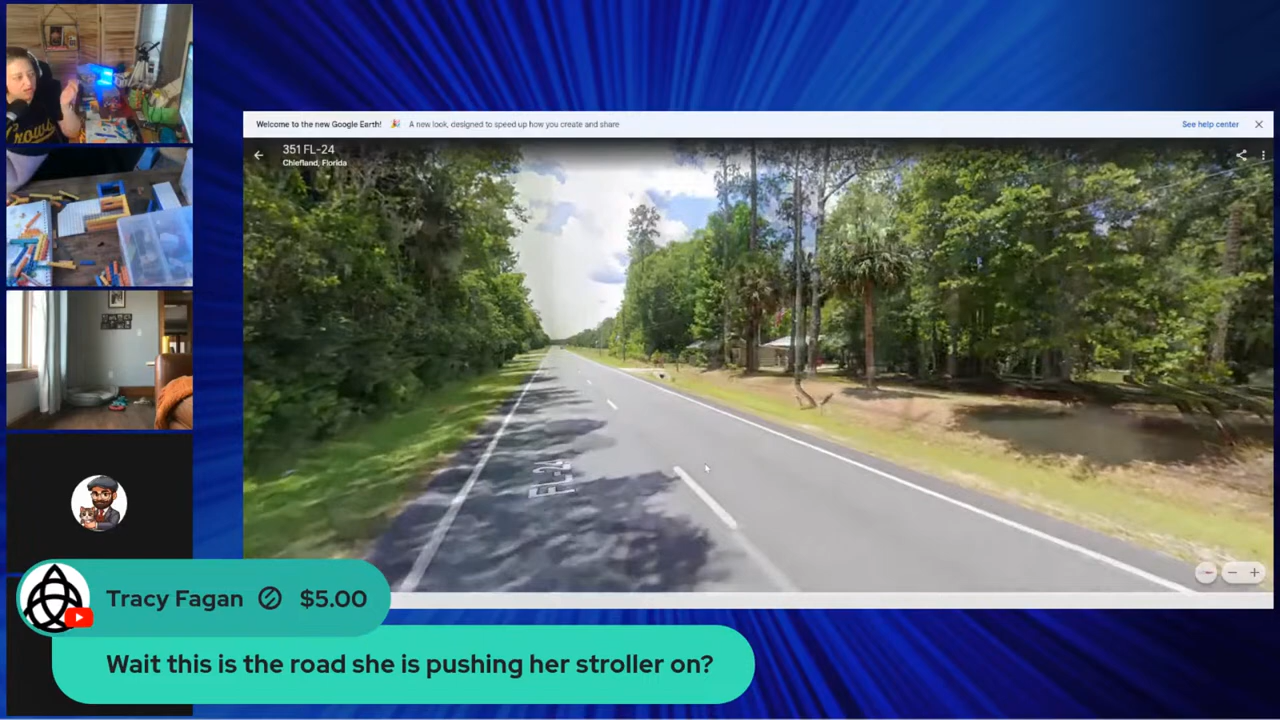 Welcome to the new Google Earth! 🎉 A new look, designed to speed up how you create and share
See help center
351 FL-24
Chiefland, Florida
FL-24
Tracy Fagan $5.00
Wait this is the road she is pushing her stroller on?